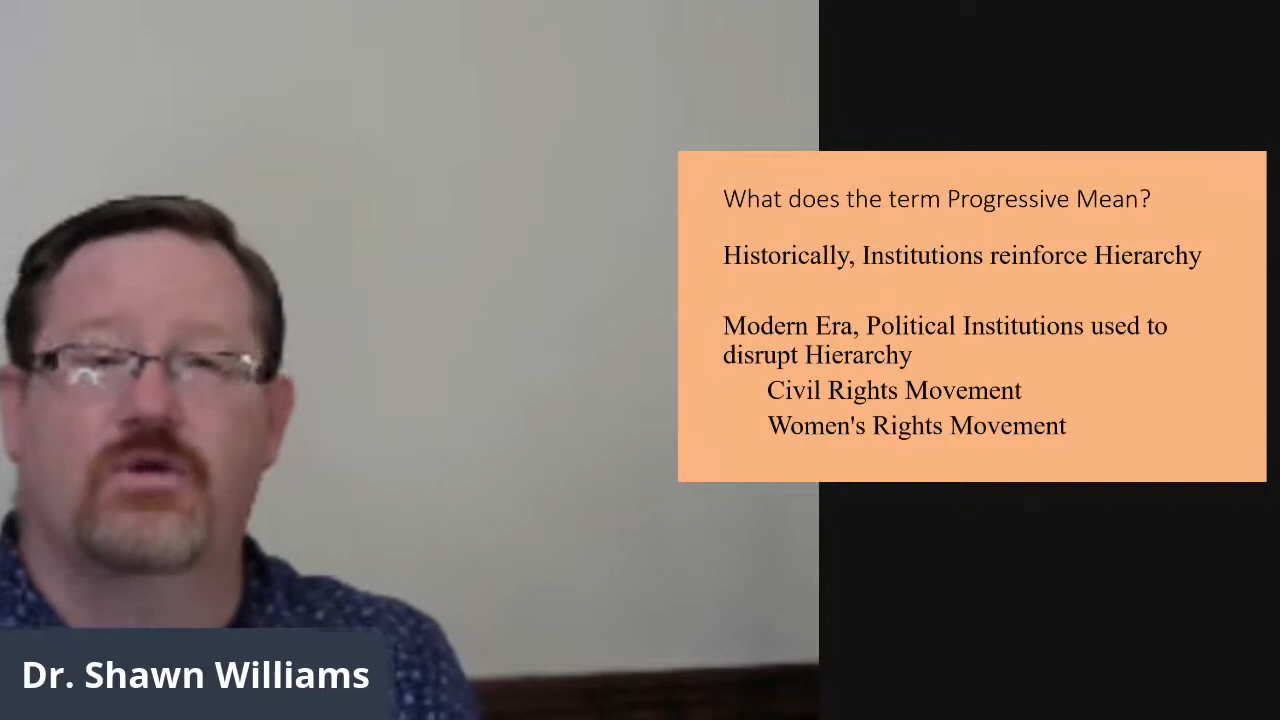 What does the term Progressive Mean?
Historically, Institutions reinforce Hierarchy
Modern Era, Political Institutions used to
disrupt Hierarchy
Civil Rights Movement
Women's Rights Movement
Dr. Shawn Williams